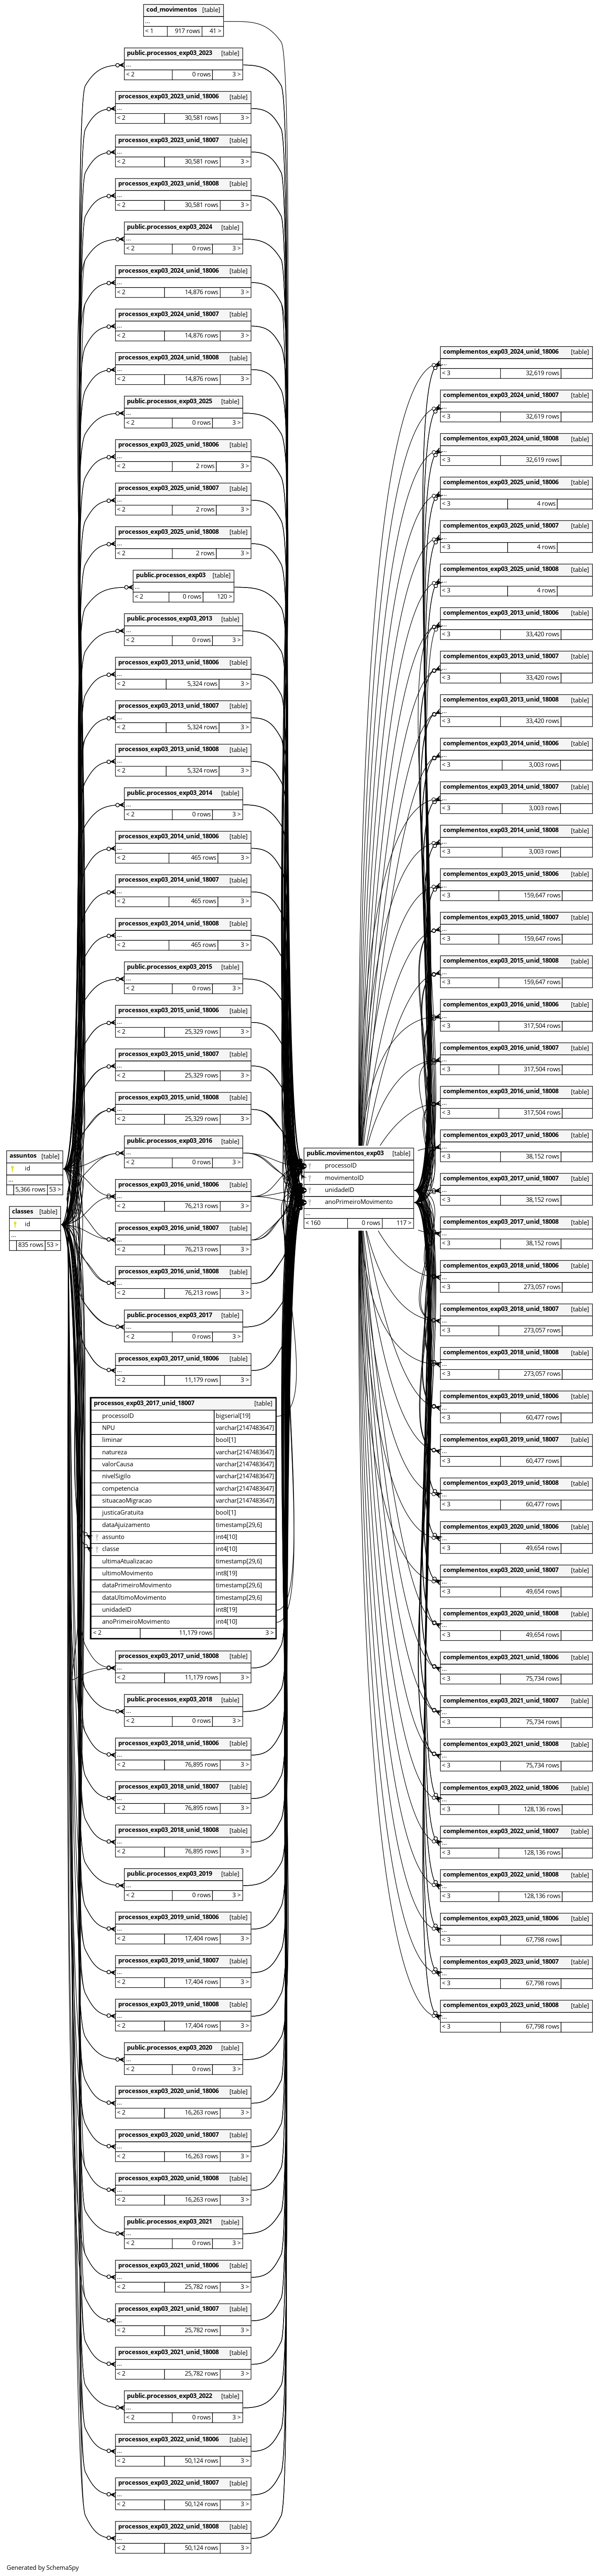 cod_movimentos [table]
...
< 1 917 rows 41 >
public.processos_exp03_2023 [table]
...
< 2 0 rows 3 >
processos_exp03_2023_unid_18006 [table]
...
< 2 30,581 rows 3 >
processos_exp03_2023_unid_18007 [table]
...
< 2 30,581 rows 3 >
processos_exp03_2023_unid_18008 [table]
...
< 2 30,581 rows 3 >
public.processos_exp03_2024 [table]
...
< 2 0 rows 3 >
processos_exp03_2024_unid_18006 [table]
...
< 2 14,876 rows 3 >
processos_exp03_2024_unid_18007 [table]
...
< 2 14,876 rows 3 >
processos_exp03_2024_unid_18008 [table]
...
< 2 14,876 rows 3 >
public.processos_exp03_2025 [table]
...
< 2 0 rows 3 >
processos_exp03_2025_unid_18006 [table]
...
< 2 2 rows 3 >
processos_exp03_2025_unid_18007 [table]
...
< 2 2 rows 3 >
processos_exp03_2025_unid_18008 [table]
...
< 2 2 rows 3 >
public.processos_exp03 [table]
...
< 2 0 rows 120 >
public.processos_exp03_2013 [table]
...
< 2 0 rows 3 >
processos_exp03_2013_unid_18006 [table]
...
< 2 5,324 rows 3 >
processos_exp03_2013_unid_18007 [table]
...
< 2 5,324 rows 3 >
processos_exp03_2013_unid_18008 [table]
...
< 2 5,324 rows 3 >
public.processos_exp03_2014 [table]
...
< 2 0 rows 3 >
processos_exp03_2014_unid_18006 [table]
...
< 2 465 rows 3 >
processos_exp03_2014_unid_18007 [table]
...
< 2 465 rows 3 >
processos_exp03_2014_unid_18008 [table]
...
< 2 465 rows 3 >
public.processos_exp03_2015 [table]
...
< 2 0 rows 3 >
processos_exp03_2015_unid_18006 [table]
...
< 2 25,329 rows 3 >
processos_exp03_2015_unid_18007 [table]
...
< 2 25,329 rows 3 >
processos_exp03_2015_unid_18008 [table]
...
< 2 25,329 rows 3 >
public.processos_exp03_2016 [table]
...
< 2 0 rows 3 >
processos_exp03_2016_unid_18006 [table]
...
< 2 76,213 rows 3 >
processos_exp03_2016_unid_18007 [table]
...
< 2 76,213 rows 3 >
processos_exp03_2016_unid_18008 [table]
...
< 2 76,213 rows 3 >
public.processos_exp03_2017 [table]
...
< 2 0 rows 3 >
processos_exp03_2017_unid_18006 [table]
...
< 2 11,179 rows 3 >
assuntos [table]
id
...
5,366 rows 53 >
classes [table]
id
...
835 rows 53 >
processos_exp03_2017_unid_18007 [table]
processoID bigserial[19]
NPU varchar[2147483647]
liminar bool[1]
natureza varchar[2147483647]
valorCausa varchar[2147483647]
nivelSigilo varchar[2147483647]
competencia varchar[2147483647]
situacaoMigracao varchar[2147483647]
justicaGratuita bool[1]
dataAjuizamento timestamp[29,6]
assunto int4[10]
classe int4[10]
ultimaAtualizacao timestamp[29,6]
ultimoMovimento int8[19]
dataPrimeiroMovimento timestamp[29,6]
dataUltimoMovimento timestamp[29,6]
unidadeID int8[19]
anoPrimeiroMovimento int4[10]
< 2 11,179 rows 3 >
processos_exp03_2017_unid_18008 [table]
...
< 2 11,179 rows 3 >
public.processos_exp03_2018 [table]
...
< 2 0 rows 3 >
processos_exp03_2018_unid_18006 [table]
...
< 2 76,895 rows 3 >
processos_exp03_2018_unid_18007 [table]
...
< 2 76,895 rows 3 >
processos_exp03_2018_unid_18008 [table]
...
< 2 76,895 rows 3 >
public.processos_exp03_2019 [table]
...
< 2 0 rows 3 >
processos_exp03_2019_unid_18006 [table]
...
< 2 17,404 rows 3 >
processos_exp03_2019_unid_18007 [table]
...
< 2 17,404 rows 3 >
processos_exp03_2019_unid_18008 [table]
...
< 2 17,404 rows 3 >
public.processos_exp03_2020 [table]
...
< 2 0 rows 3 >
processos_exp03_2020_unid_18006 [table]
...
< 2 16,263 rows 3 >
processos_exp03_2020_unid_18007 [table]
...
< 2 16,263 rows 3 >
processos_exp03_2020_unid_18008 [table]
...
< 2 16,263 rows 3 >
public.processos_exp03_2021 [table]
...
< 2 0 rows 3 >
processos_exp03_2021_unid_18006 [table]
...
< 2 25,782 rows 3 >
processos_exp03_2021_unid_18007 [table]
...
< 2 25,782 rows 3 >
processos_exp03_2021_unid_18008 [table]
...
< 2 25,782 rows 3 >
public.processos_exp03_2022 [table]
...
< 2 0 rows 3 >
processos_exp03_2022_unid_18006 [table]
...
< 2 50,124 rows 3 >
processos_exp03_2022_unid_18007 [table]
...
< 2 50,124 rows 3 >
processos_exp03_2022_unid_18008 [table]
...
< 2 50,124 rows 3 >
public.movimentos_exp03 [table]
processoID
movimentoID
unidadeID
anoPrimeiroMovimento
...
< 160 0 rows 117 >
complementos_exp03_2024_unid_18006 [table]
...
< 3 32,619 rows
complementos_exp03_2024_unid_18007 [table]
...
< 3 32,619 rows
complementos_exp03_2024_unid_18008 [table]
...
< 3 32,619 rows
complementos_exp03_2025_unid_18006 [table]
...
< 3 4 rows
complementos_exp03_2025_unid_18007 [table]
...
< 3 4 rows
complementos_exp03_2025_unid_18008 [table]
...
< 3 4 rows
complementos_exp03_2013_unid_18006 [table]
...
< 3 33,420 rows
complementos_exp03_2013_unid_18007 [table]
...
< 3 33,420 rows
complementos_exp03_2013_unid_18008 [table]
...
< 3 33,420 rows
complementos_exp03_2014_unid_18006 [table]
...
< 3 3,003 rows
complementos_exp03_2014_unid_18007 [table]
...
< 3 3,003 rows
complementos_exp03_2014_unid_18008 [table]
...
< 3 3,003 rows
complementos_exp03_2015_unid_18006 [table]
...
< 3 159,647 rows
complementos_exp03_2015_unid_18007 [table]
...
< 3 159,647 rows
complementos_exp03_2015_unid_18008 [table]
...
< 3 159,647 rows
complementos_exp03_2016_unid_18006 [table]
...
< 3 317,504 rows
complementos_exp03_2016_unid_18007 [table]
...
< 3 317,504 rows
complementos_exp03_2016_unid_18008 [table]
...
< 3 317,504 rows
complementos_exp03_2017_unid_18006 [table]
...
< 3 38,152 rows
complementos_exp03_2017_unid_18007 [table]
...
< 3 38,152 rows
complementos_exp03_2017_unid_18008 [table]
...
< 3 38,152 rows
complementos_exp03_2018_unid_18006 [table]
...
< 3 273,057 rows
complementos_exp03_2018_unid_18007 [table]
...
< 3 273,057 rows
complementos_exp03_2018_unid_18008 [table]
...
< 3 273,057 rows
complementos_exp03_2019_unid_18006 [table]
...
< 3 60,477 rows
complementos_exp03_2019_unid_18007 [table]
...
< 3 60,477 rows
complementos_exp03_2019_unid_18008 [table]
...
< 3 60,477 rows
complementos_exp03_2020_unid_18006 [table]
...
< 3 49,654 rows
complementos_exp03_2020_unid_18007 [table]
...
< 3 49,654 rows
complementos_exp03_2020_unid_18008 [table]
...
< 3 49,654 rows
complementos_exp03_2021_unid_18006 [table]
...
< 3 75,734 rows
complementos_exp03_2021_unid_18007 [table]
...
< 3 75,734 rows
complementos_exp03_2021_unid_18008 [table]
...
< 3 75,734 rows
complementos_exp03_2022_unid_18006 [table]
...
< 3 128,136 rows
complementos_exp03_2022_unid_18007 [table]
...
< 3 128,136 rows
complementos_exp03_2022_unid_18008 [table]
...
< 3 128,136 rows
complementos_exp03_2023_unid_18006 [table]
...
< 3 67,798 rows
complementos_exp03_2023_unid_18007 [table]
...
< 3 67,798 rows
complementos_exp03_2023_unid_18008 [table]
...
< 3 67,798 rows
Generated by SchemaSpy